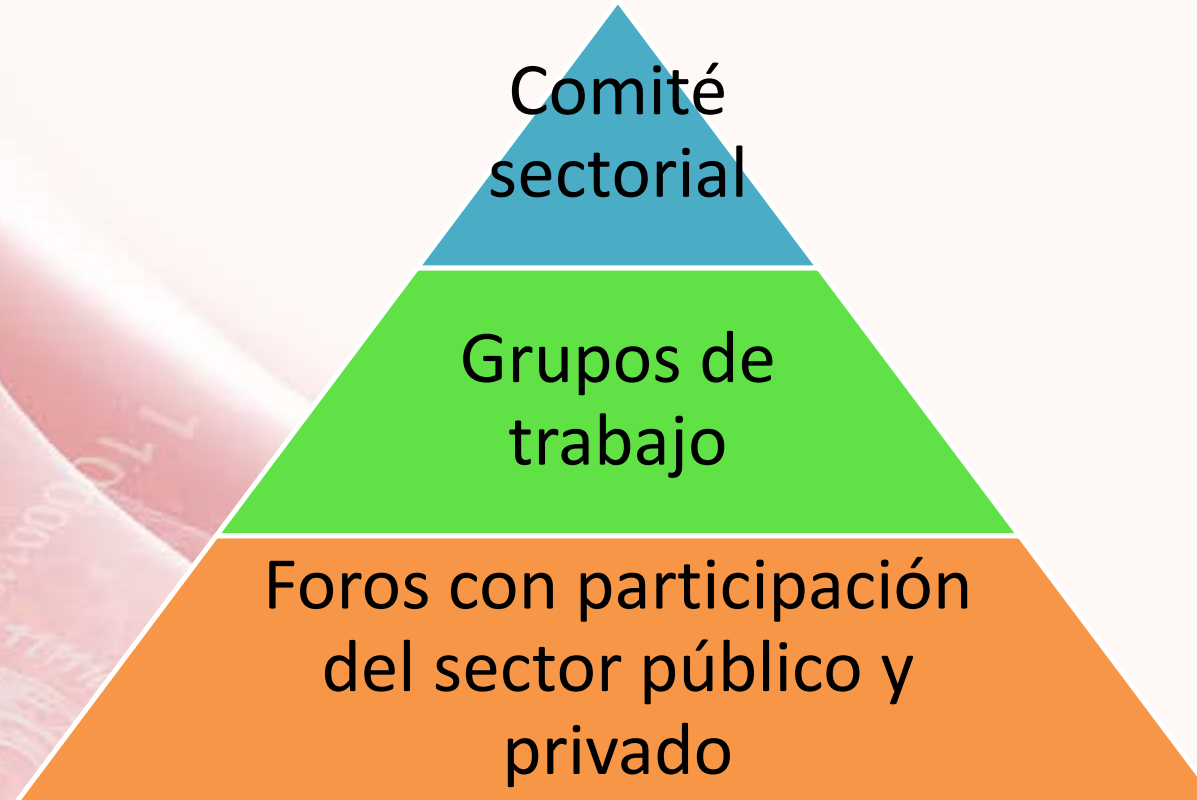 Comité
sectorial
Grupos de
trabajo
Foros con participación
del sector público y
privado